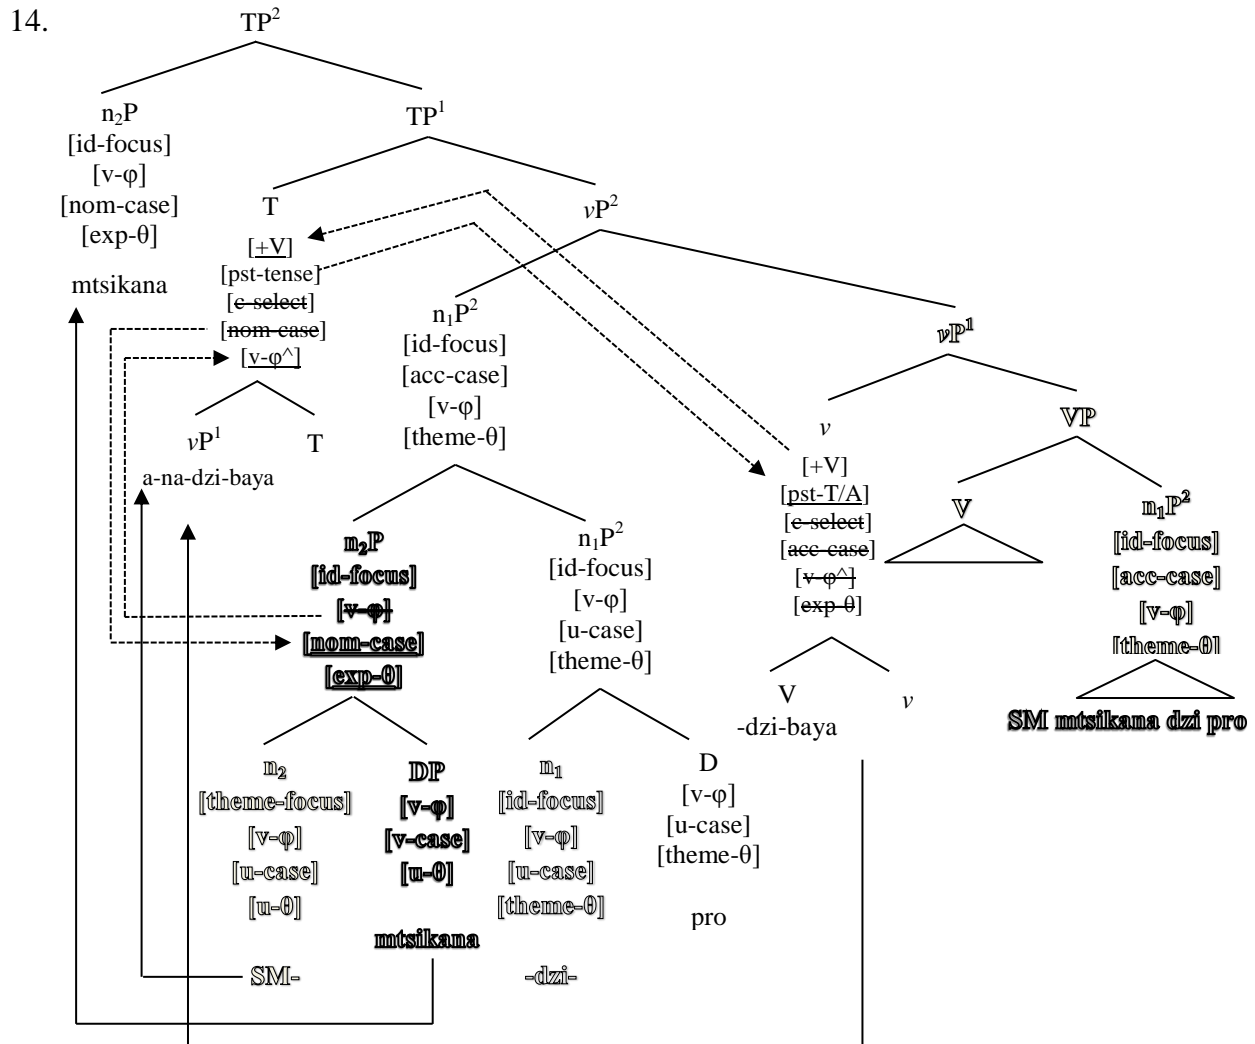 14.
TP²
n₂P
[id-focus]
[v-φ]
[nom-case]
[exp-θ]
mtsikana
TP¹
T
[+V]
[pst-tense]
[c-select]
[nom-case]
[v-φ^]
vP¹
T
a-na-dzi-baya
vP²
n₁P²
[id-focus]
[acc-case]
[v-φ]
[theme-θ]
n₂P
[id-focus]
[v-φ]
[nom-case]
[exp-θ]
n₂
[theme-focus]
[v-φ]
[u-case]
[u-θ]
SM-
DP
[v-φ]
[v-case]
[u-θ]
mtsikana
n₁P²
[id-focus]
[v-φ]
[u-case]
[theme-θ]
n₁
[id-focus]
[v-φ]
[u-case]
[theme-θ]
-dzi-
D
[v-φ]
[u-case]
[theme-θ]
pro
vP¹
v
[+V]
[pst-T/A]
[c-select]
[acc-case]
[v-φ^]
[exp-θ]
V
-dzi-baya
v
VP
V
n₁P²
[id-focus]
[acc-case]
[v-φ]
[theme-θ]
SM mtsikana dzi pro